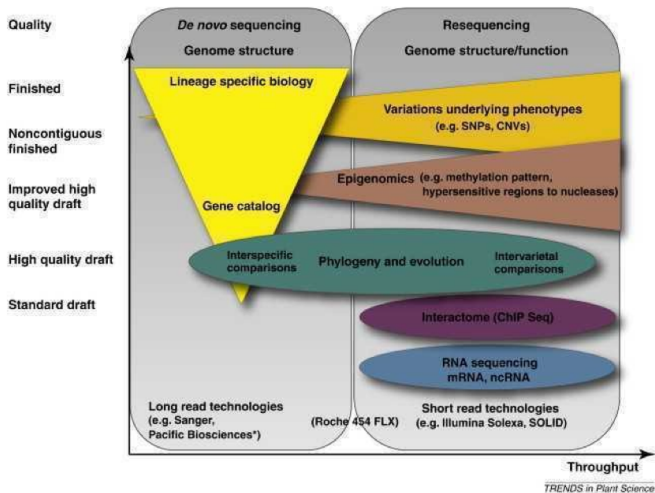 Quality
De novo sequencing
Genome structure
Resequencing
Genome structure/function
Finished
Noncontiguous
finished
Improved high
quality draft
High quality draft
Standard draft
Lineage specific biology
Gene catalog
Variations underlying phenotypes
(e.g. SNPs, CNVs)
Epigenomics (e.g. methylation pattern,
hypersensitive regions to nucleases)
Interspecific
comparisons
Phylogeny and evolution
Intervarietal
comparisons
Interactome (ChIP Seq)
RNA sequencing
mRNA, ncRNA
Long read technologies
(e.g. Sanger,
Pacific Biosciences*)
(Roche 454 FLX)
Short read technologies
(e.g. Illumina Solexa, SOLID)
Throughput
TRENDS in Plant Science